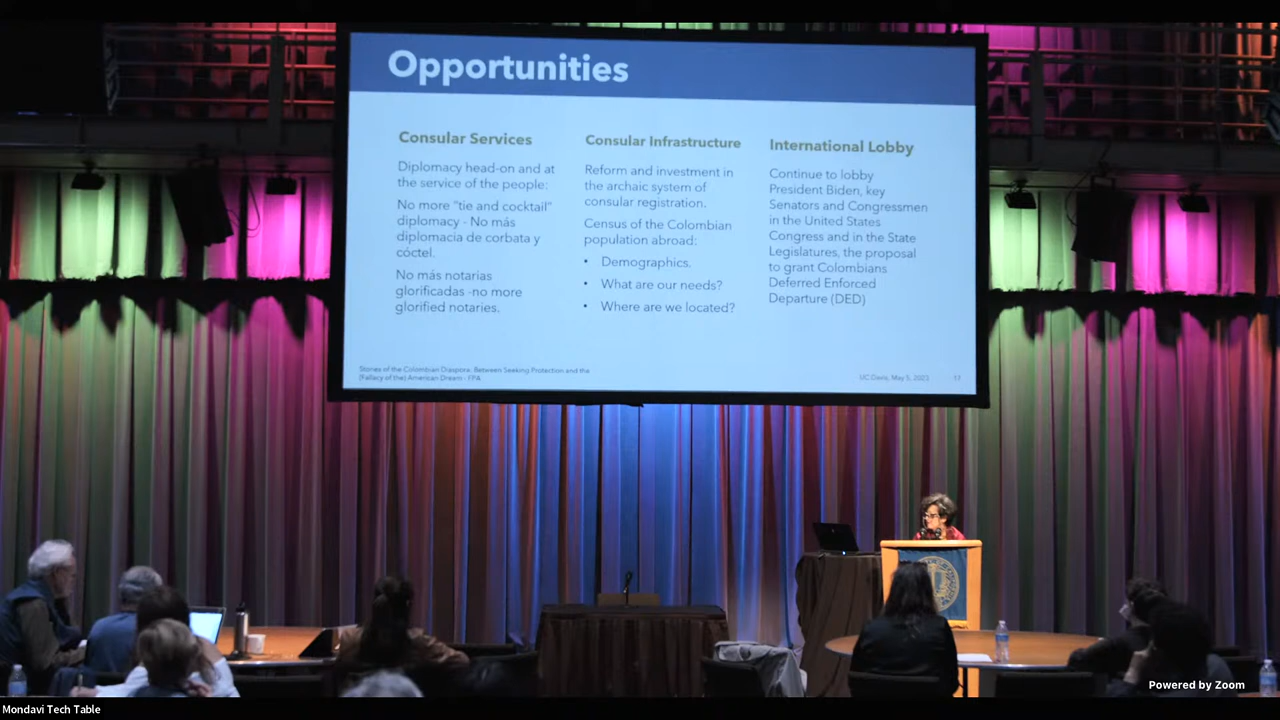 Opportunities
Consular Services
Diplomacy head-on and at
the service of the people:
No more "tie and cocktail"
diplomacy - No más
diplomacia de corbata y
cóctel.
No más notarias
glorificadas -no more
glorified notaries.
Consular Infrastructure
Reform and investment in
the archaic system of
consular registration.
Census of the Colombian
population abroad:
• Demographics.
• What are our needs?
• Where are we located?
International Lobby
Continue to lobby
President Biden, key
Senators and Congressmen
in the United States
Congress and in the State
Legislatures, the proposal
to grant Colombians
Deferred Enforced
Departure (DED)
Stories of the Colombian Diaspora: Between Seeking Protection and the
(Fallacy of the) American Dream - FPA
UC Davis, May 5, 2023
Powered by Zoom
Mondavi Tech Table